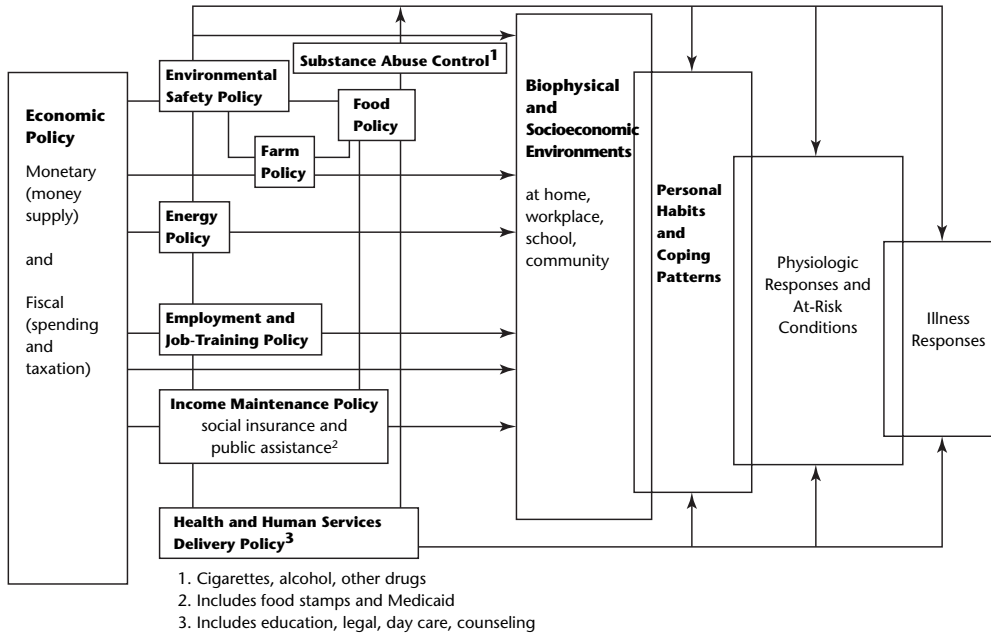 Substance Abuse Control1
Environmental
Safety Policy
Food
Policy
Farm
Policy
Economic
Policy
Monetary
(money
supply)
and
Fiscal
(spending
and
taxation)
Energy
Policy
Employment and
Job-Training Policy
Income Maintenance Policy
social insurance and
public assistance2
Health and Human Services
Delivery Policy3
Biophysical
and
Socioeconomic
Environments
at home,
workplace,
school,
community
Personal
Habits
and
Coping
Patterns
Physiologic
Responses and
At-Risk
Conditions
Illness
Responses
1. Cigarettes, alcohol, other drugs
2. Includes food stamps and Medicaid
3. Includes education, legal, day care, counseling